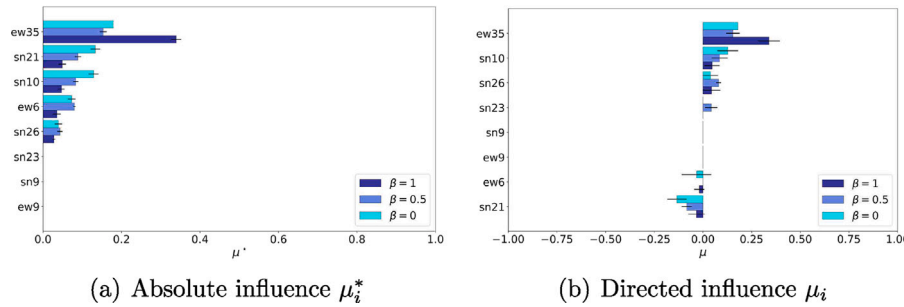 ew35
sn21
sn10
ew6
sn26
sn23
sn9
ew9
β = 1
β = 0.5
β = 0
0.0 0.2 0.4 0.6 0.8 1.0
μ*
(a) Absolute influence μ_i^*
ew35
sn10
sn26
sn23
sn9
ew9
ew6
sn21
β = 1
β = 0.5
β = 0
−1.00 −0.75 −0.50 −0.25 0.00 0.25 0.50 0.75 1.00
μ
(b) Directed influence μ_i